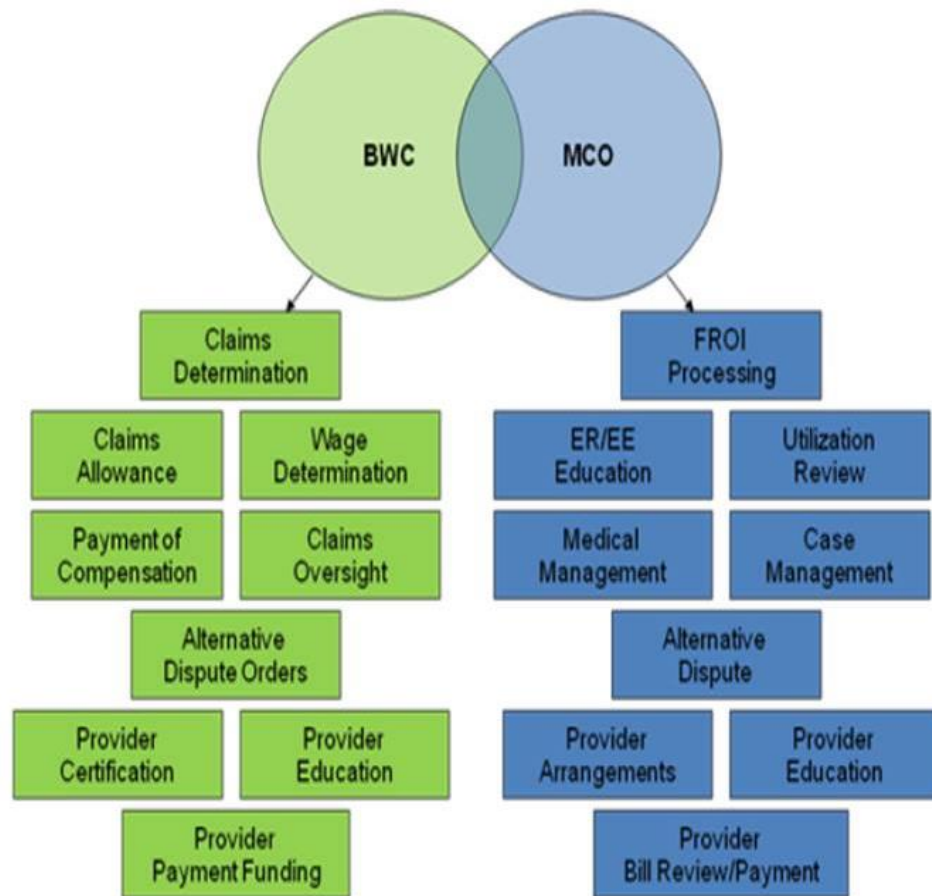 BWC
MCO
Claims
Determination
FROI
Processing
Claims
Allowance
Wage
Determination
ER/EE
Education
Utilization
Review
Payment of
Compensation
Claims
Oversight
Medical
Management
Case
Management
Alternative
Dispute Orders
Alternative
Dispute
Provider
Certification
Provider
Education
Provider
Arrangements
Provider
Education
Provider
Payment Funding
Provider
Bill Review/Payment